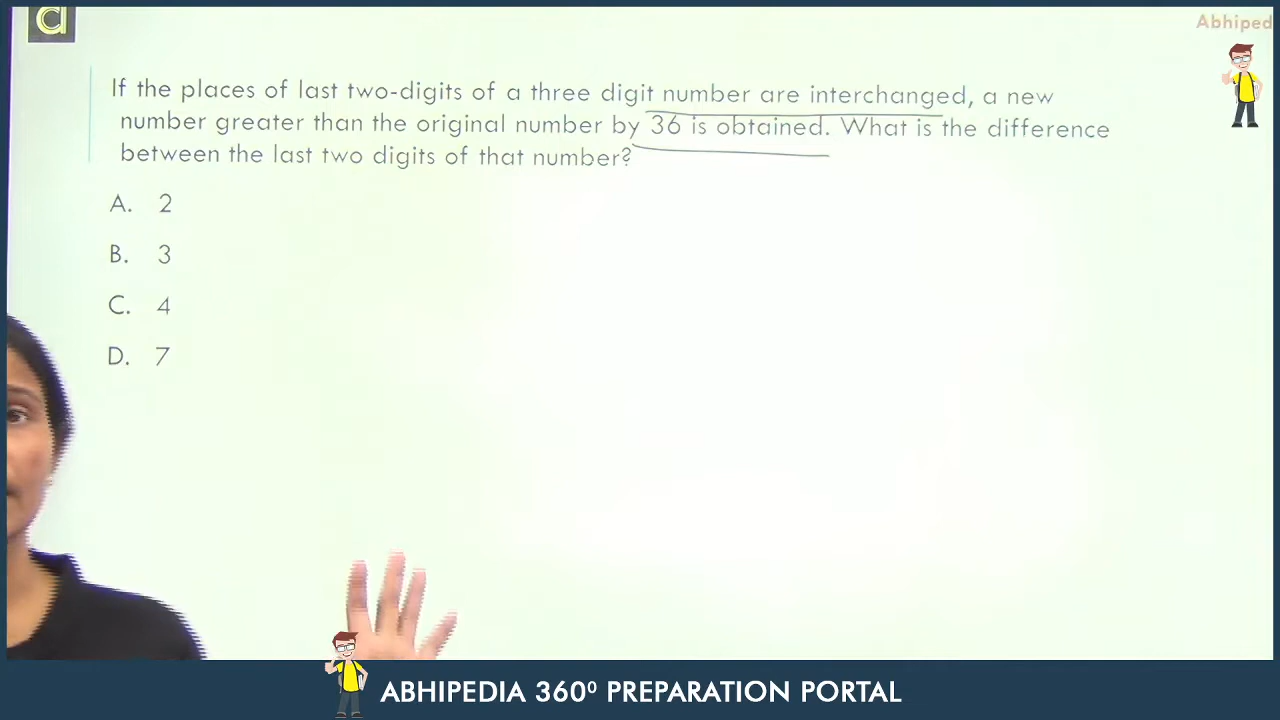 a
Abhiped
If the places of last two-digits of a three digit number are interchanged, a new
number greater than the original number by 36 is obtained. What is the difference
between the last two digits of that number?
A. 2
B. 3
C. 4
D. 7
ABHIPEDIA 360⁰ PREPARATION PORTAL